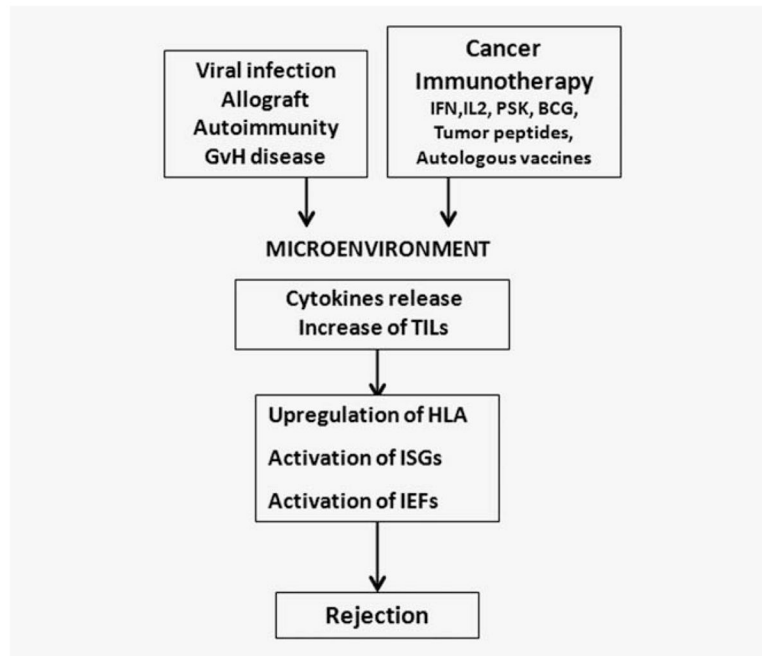 Viral infection
Allograft
Autoimmunity
GvH disease
Cancer
Immunotherapy
IFN,IL2, PSK, BCG,
Tumor peptides,
Autologous vaccines
MICROENVIRONMENT
Cytokines release
Increase of TILs
Upregulation of HLA
Activation of ISGs
Activation of IEFs
Rejection